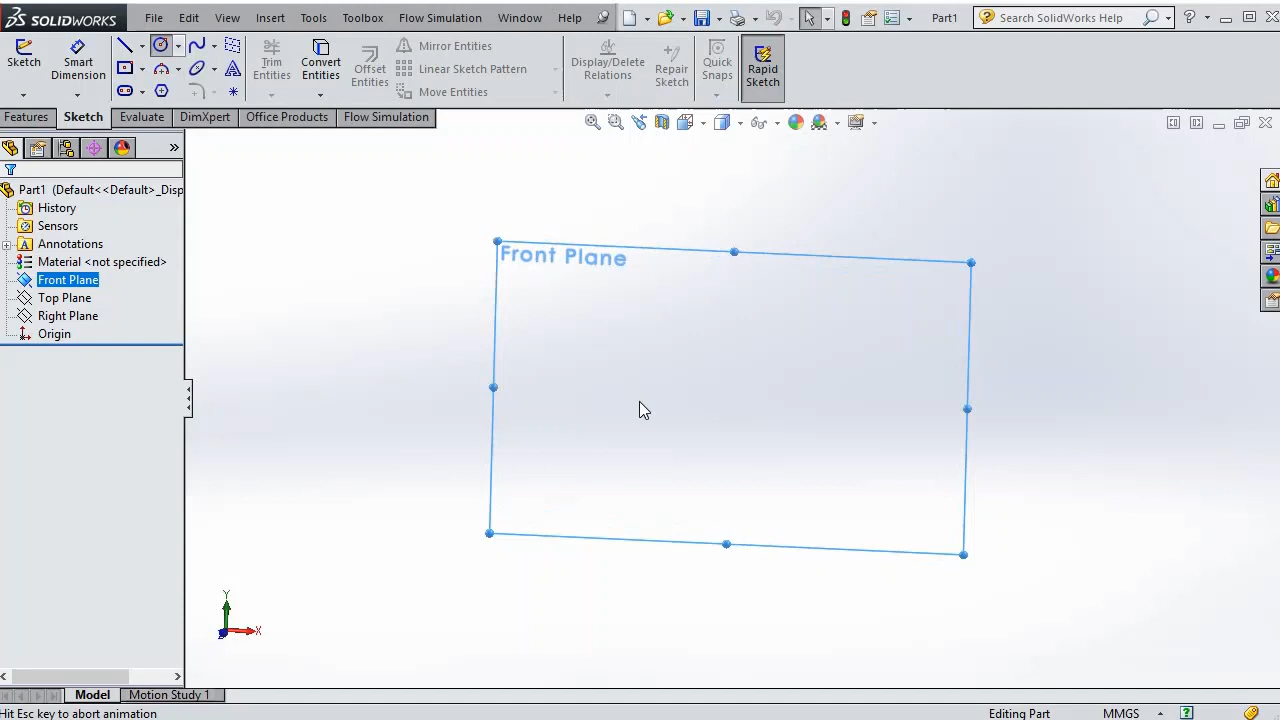 SOLIDWORKS File Edit View Insert Tools Toolbox Flow Simulation Window Help Part1 Search SolidWorks Help
Sketch
Smart Dimension
Trim Entities
Convert Entities
Offset Entities
Mirror Entities
Linear Sketch Pattern
Move Entities
Display/Delete Relations
Repair Sketch
Quick Snaps
Rapid Sketch
Features Sketch Evaluate DimXpert Office Products Flow Simulation
Part1 (Default<<Default>_Disp
History
Sensors
Annotations
Material <not specified>
Front Plane
Top Plane
Right Plane
Origin
Front Plane
Y
X
Z
Model Motion Study 1
Hit Esc key to abort animation Editing Part MMGS